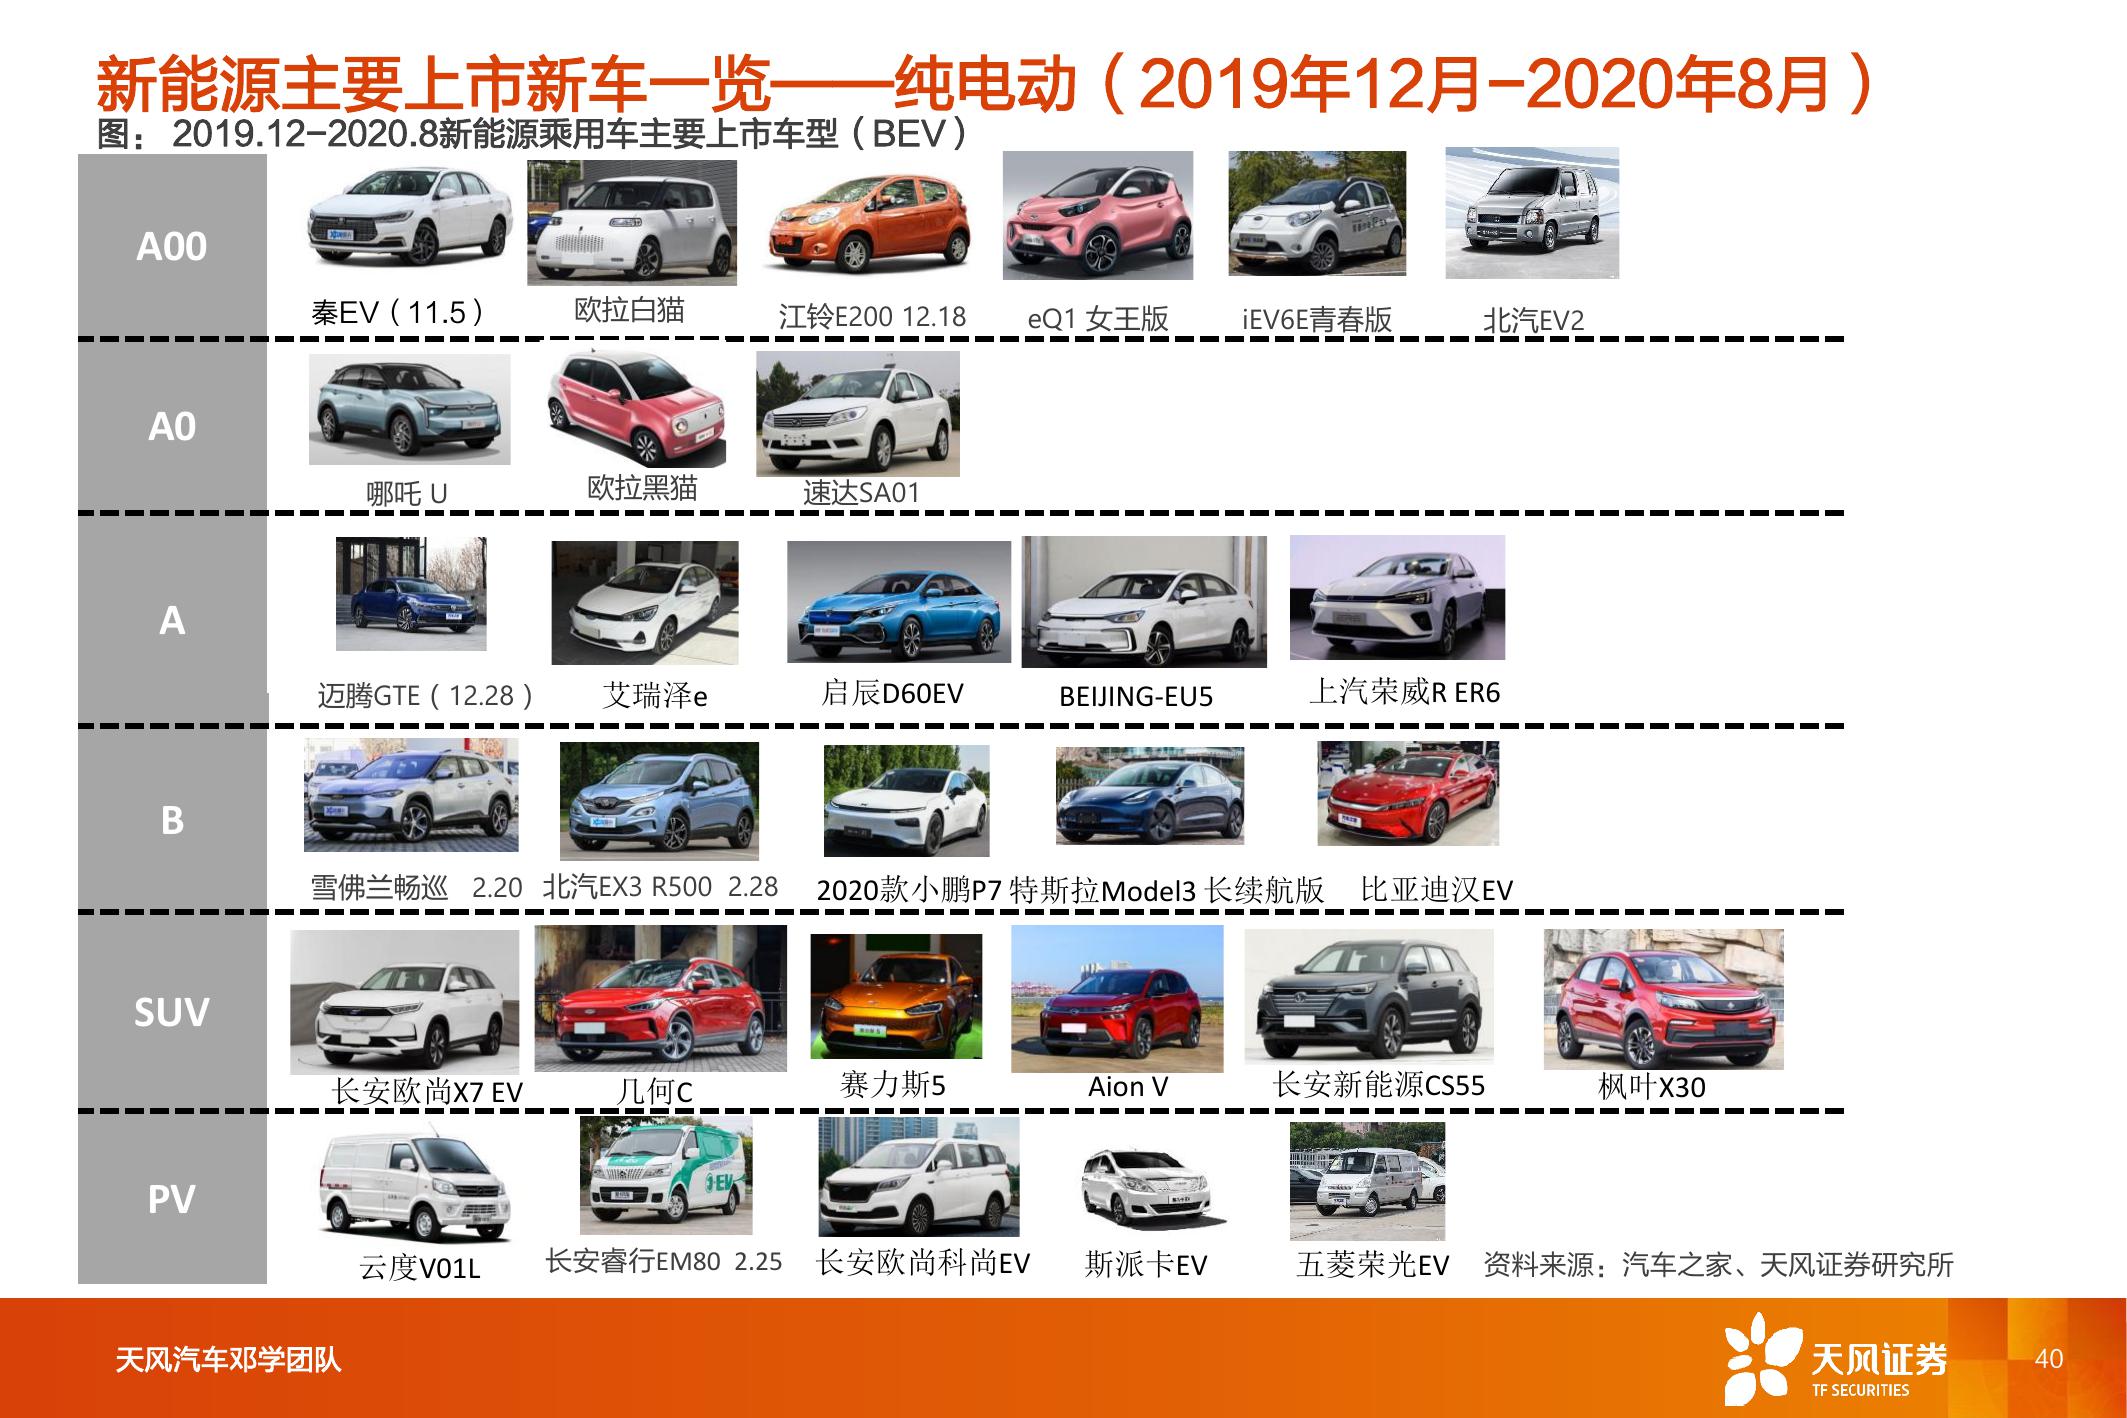 新能源主要上市新车一览——纯电动（2019年12月-2020年8月）
图： 2019.12-2020.8新能源乘用车主要上市车型（BEV）
A00
秦EV（11.5） 欧拉白猫 江铃E200 12.18 eQ1 女王版 iEV6E青春版 北汽EV2
A0
哪吒 U 欧拉黑猫 速达SA01
A
迈腾GTE（12.28） 艾瑞泽e 启辰D60EV BEIJING-EU5 上汽荣威R ER6
B
雪佛兰畅巡 2.20 北汽EX3 R500 2.28 2020款小鹏P7 特斯拉Model3 长续航版 比亚迪汉EV
SUV
长安欧尚X7 EV 几何C 赛力斯5 Aion V 长安新能源CS55 枫叶X30
PV
云度V01L 长安睿行EM80 2.25 长安欧尚科尚EV 斯派卡EV 五菱荣光EV 资料来源：汽车之家、天风证券研究所
天风汽车邓学团队
天风证券
TF SECURITIES
40